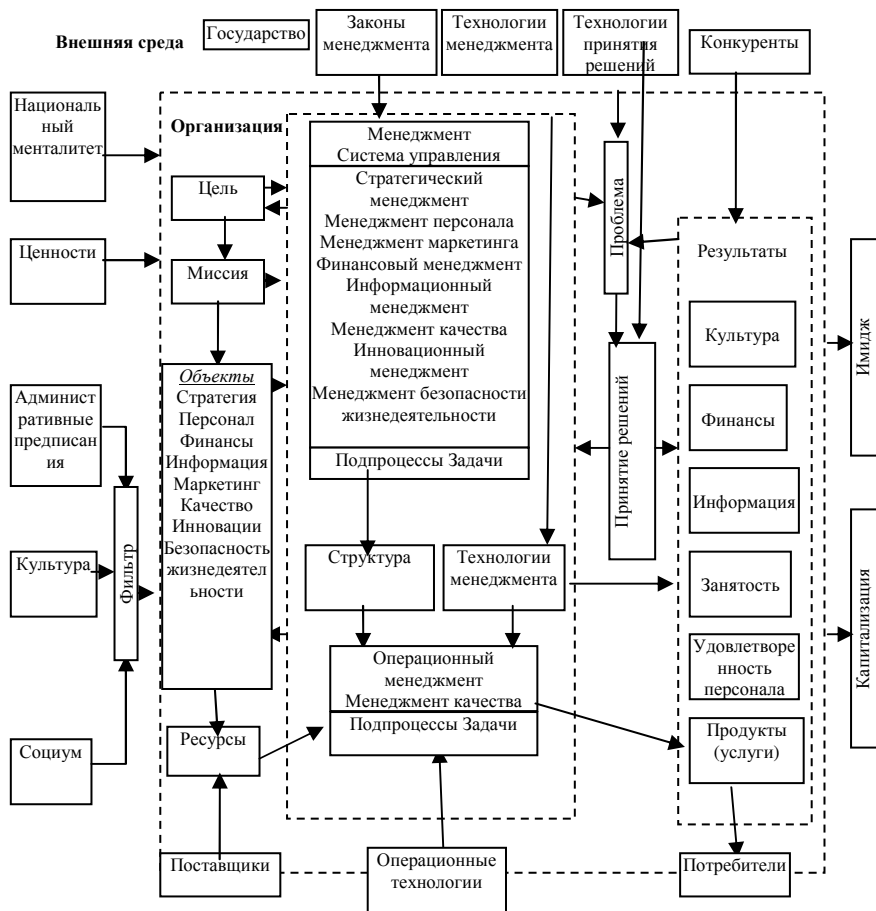 Внешняя среда
Государство
Законы
менеджмента
Технологии
менеджмента
Технологии
принятия
решений
Конкуренты
Националь
ный
менталитет
Ценности
Админист
ративные
предписан
ия
Культура
Социум
Фильтр
Организация
Цель
Миссия
Объекты
Стратегия
Персонал
Финансы
Информация
Маркетинг
Качество
Инновации
Безопасность
жизнедеятел
ьности
Ресурсы
Поставщики
Менеджмент
Система управления
Стратегический
менеджмент
Менеджмент персонала
Менеджмент маркетинга
Финансовый менеджмент
Информационный
менеджмент
Менеджмент качества
Инновационный
менеджмент
Менеджмент безопасности
жизнедеятельности
Подпроцессы Задачи
Структура
Технологии
менеджмента
Операционный
менеджмент
Менеджмент качества
Подпроцессы Задачи
Операционные
технологии
Проблема
Принятие решений
Результаты
Культура
Финансы
Информация
Занятость
Удовлетворе
нность
персонала
Продукты
(услуги)
Потребители
Имидж
Капитализация